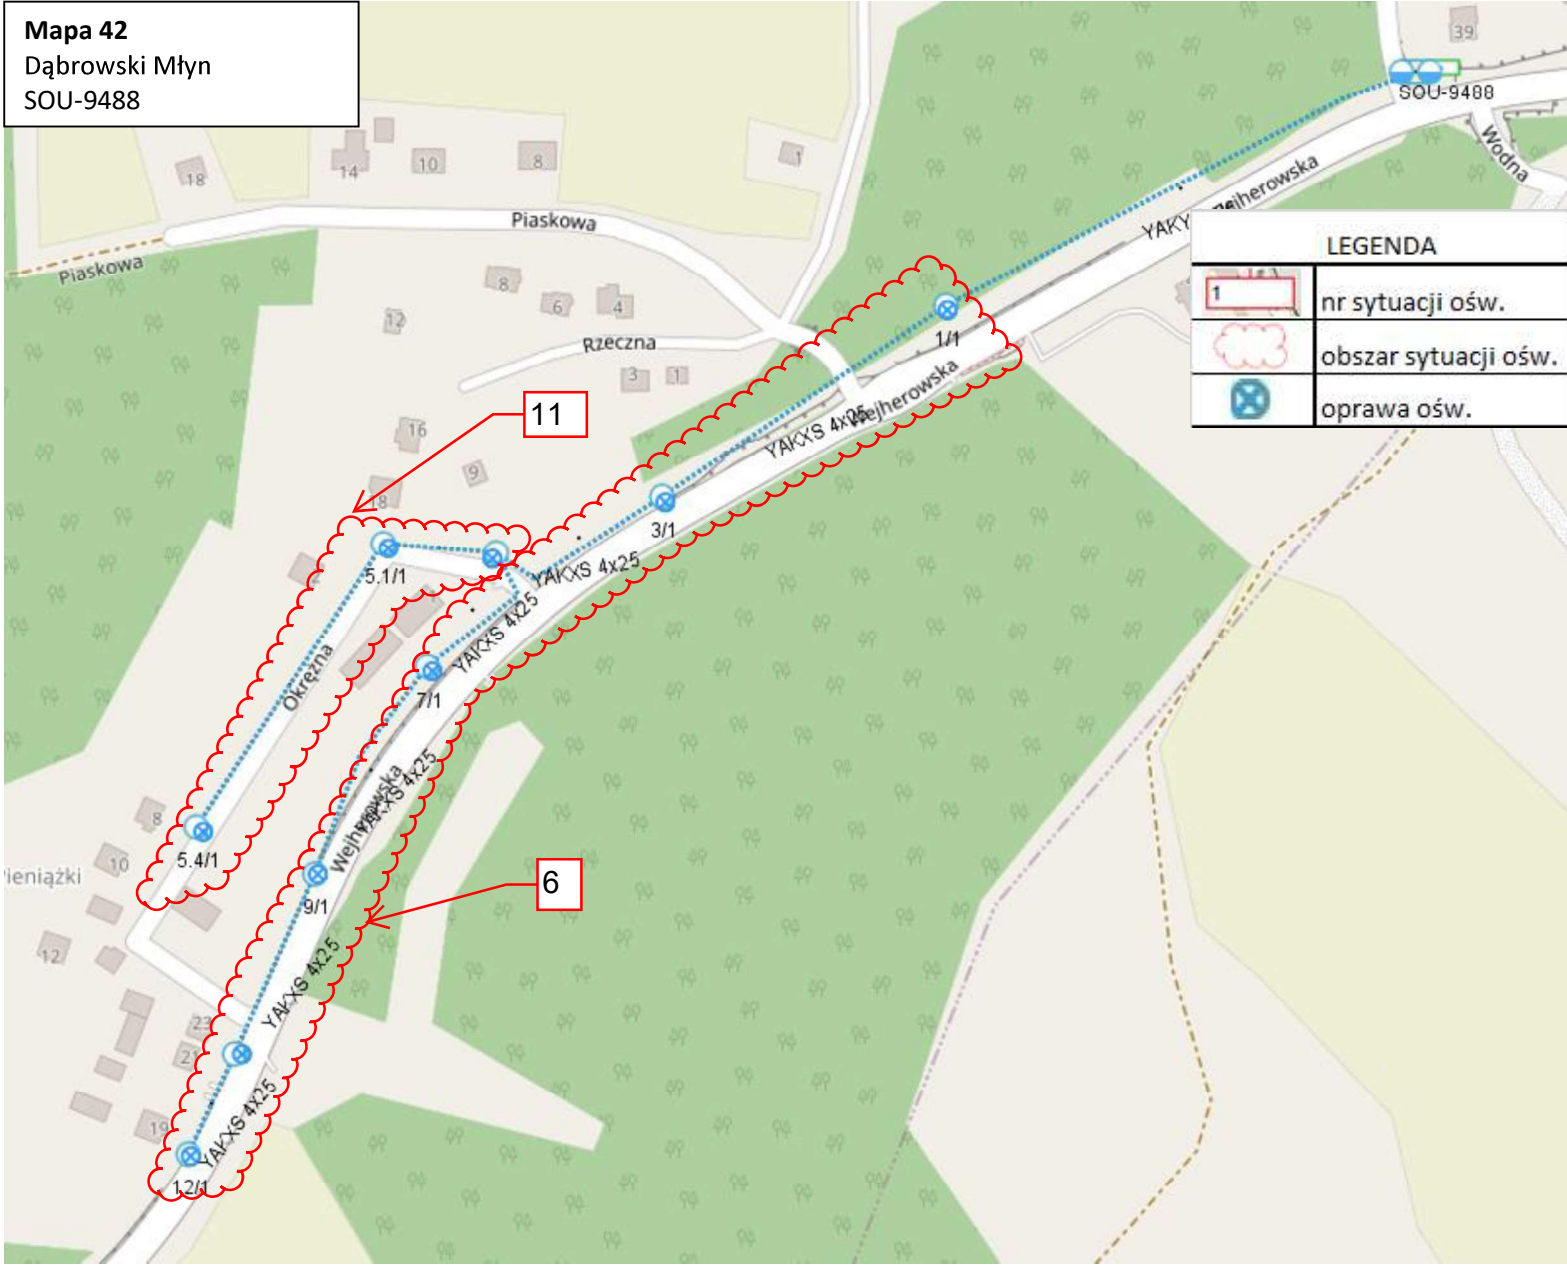 Mapa 42
Dąbrowski Młyn
SOU-9488
39
SOU-9488
Wodna
18
14
10
8
1
Piaskowa
Piaskowa
Wejherowska
LEGENDA
1
nr sytuacji ośw.
obszar sytuacji ośw.
oprawa ośw.
8
6
4
12
Rzeczna
3
1
1/1
Wejherowska
YAKXS 4x25
11
16
9
18
3/1
YAKXS 4x25
5.1/1
YAKXS 4x25
Okrężna
7/1
Wejherowska
YAKXS 4x25
8
5.4/1
10
ieniążki
6
9/1
12
YAKXS 4x25
23
21
YAKXS 4x25
19
12/1